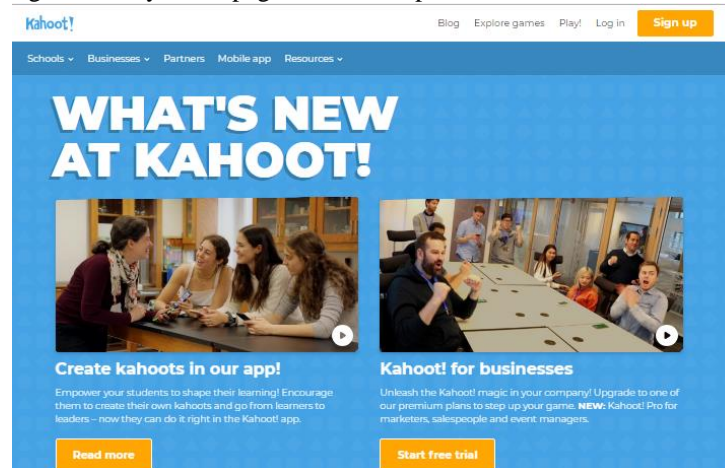 Kahoot!
Blog Explore games Play! Log in Sign up
Schools Businesses Partners Mobile app Resources
WHAT'S NEW
AT KAHOOT!
Create kahoots in our app!
Empower your students to shape their learning! Encourage
them to create their own kahoots and go from learners to
leaders – now they can do it right in the Kahoot! app.
Read more
Kahoot! for businesses
Unleash the Kahoot! magic in your company! Upgrade to one of
our premium plans to step up your game. NEW: Kahoot! Pro for
marketers, salespeople and event managers.
Start free trial